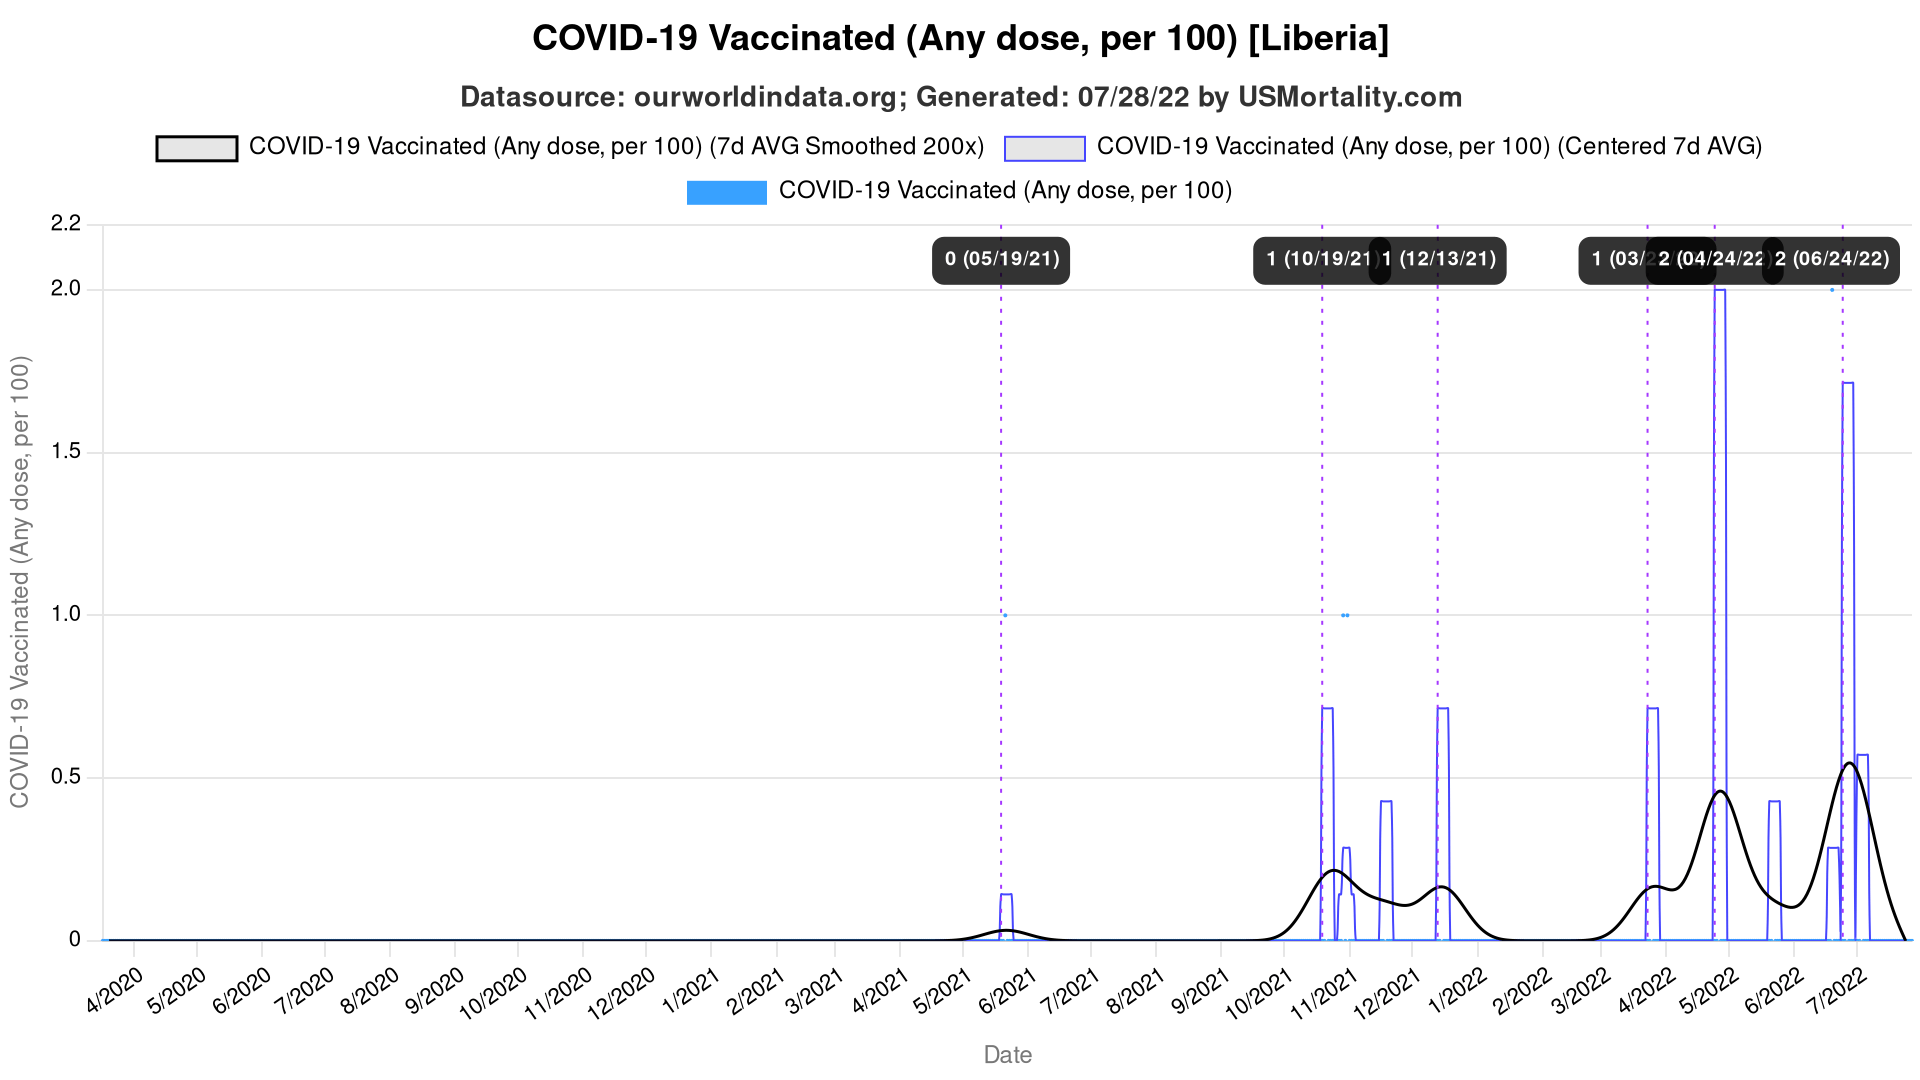 COVID-19 Vaccinated (Any dose, per 100) [Liberia]
Datasource: ourworldindata.org; Generated: 07/28/22 by USMortality.com
COVID-19 Vaccinated (Any dose, per 100) (7d AVG Smoothed 200x) COVID-19 Vaccinated (Any dose, per 100) (Centered 7d AVG)
COVID-19 Vaccinated (Any dose, per 100)
0 (05/19/21) 1 (10/19/21) 1 (12/13/21) 1 (03/ 2 (04/24/22) 2 (06/24/22)
2.2
2.0
1.5
1.0
0.5
0
COVID-19 Vaccinated (Any dose, per 100)
4/2020 5/2020 6/2020 7/2020 8/2020 9/2020 10/2020 11/2020 12/2020 1/2021 2/2021 3/2021 4/2021 5/2021 6/2021 7/2021 8/2021 9/2021 10/2021 11/2021 12/2021 1/2022 2/2022 3/2022 4/2022 5/2022 6/2022 7/2022
Date